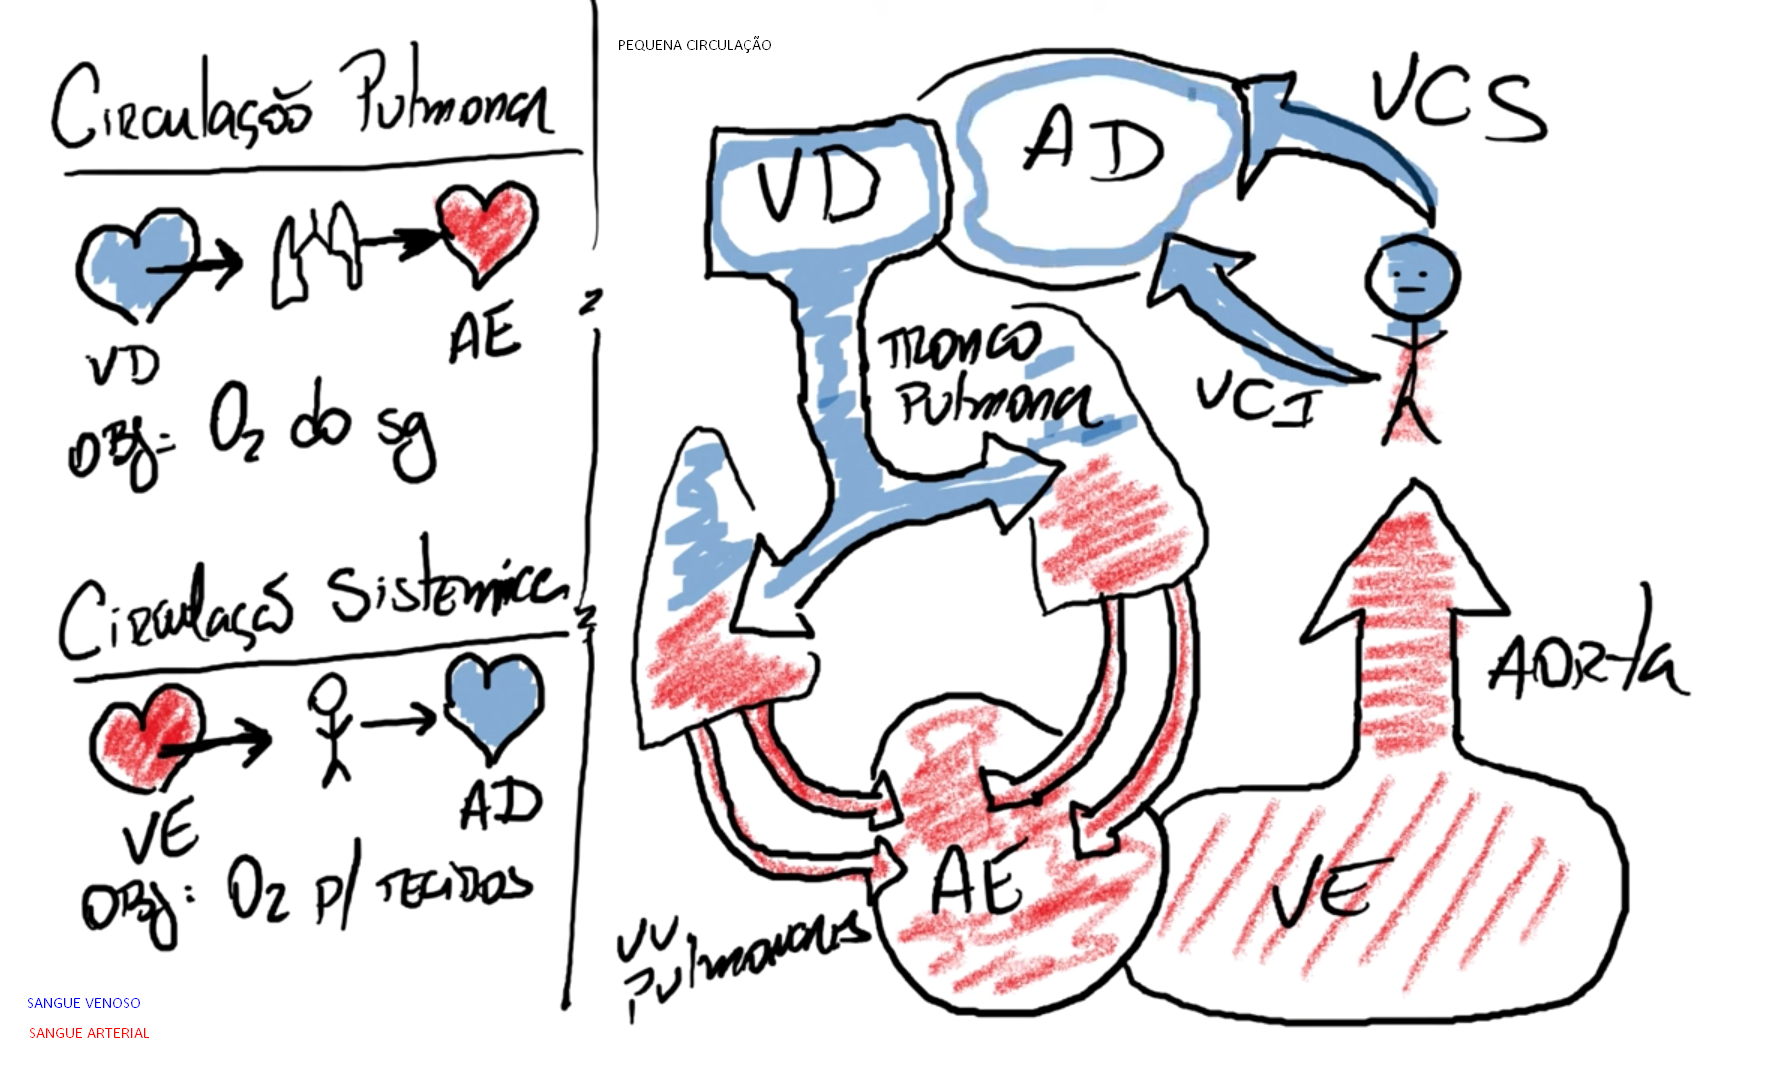 Circulação Pulmonar
VD
AE
OBJ= O2 do sg
Circulação Sistêmica
VE
AD
OBJ: O2 p/ TECIDOS
SANGUE VENOSO
SANGUE ARTERIAL
PEQUENA CIRCULAÇÃO
VD
AD
VCS
TRONCO
Pulmonar
VCI
AORTA
AE
VE
VV
Pulmonares